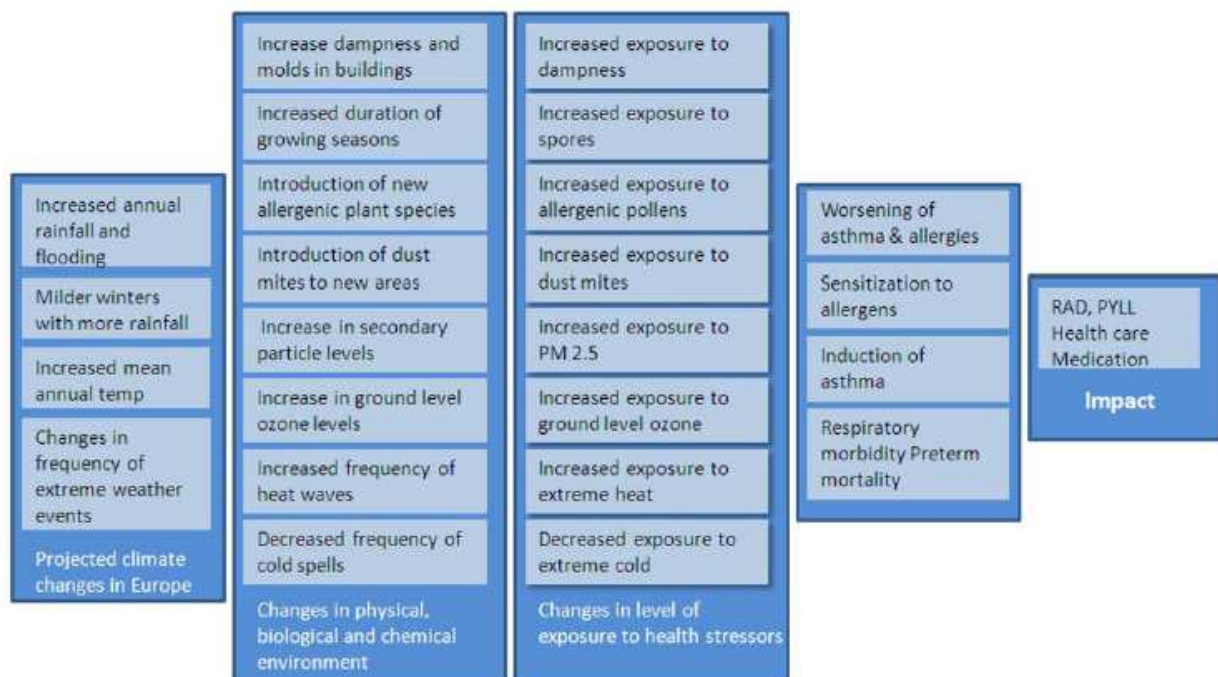 Increased annual
rainfall and
flooding
Milder winters
with more rainfall
Increased mean
annual temp
Changes in
frequency of
extreme weather
events
Projected climate
changes in Europe
Increase dampness and
molds in buildings
Increased duration of
growing seasons
Introduction of new
allergenic plant species
Introduction of dust
mites to new areas
Increase in secondary
particle levels
Increase in ground level
ozone levels
Increased frequency of
heat waves
Decreased frequency of
cold spells
Changes in physical,
biological and chemical
environment
Increased exposure to
dampness
Increased exposure to
spores
Increased exposure to
allergenic pollens
Increased exposure to
dust mites
Increased exposure to
PM 2.5
Increased exposure to
ground level ozone
Increased exposure to
extreme heat
Decreased exposure to
extreme cold
Changes in level of
exposure to health stressors
Worsening of
asthma & allergies
Sensitization to
allergens
Induction of
asthma
Respiratory
morbidity Preterm
mortality
RAD, PYLL
Health care
Medication
Impact